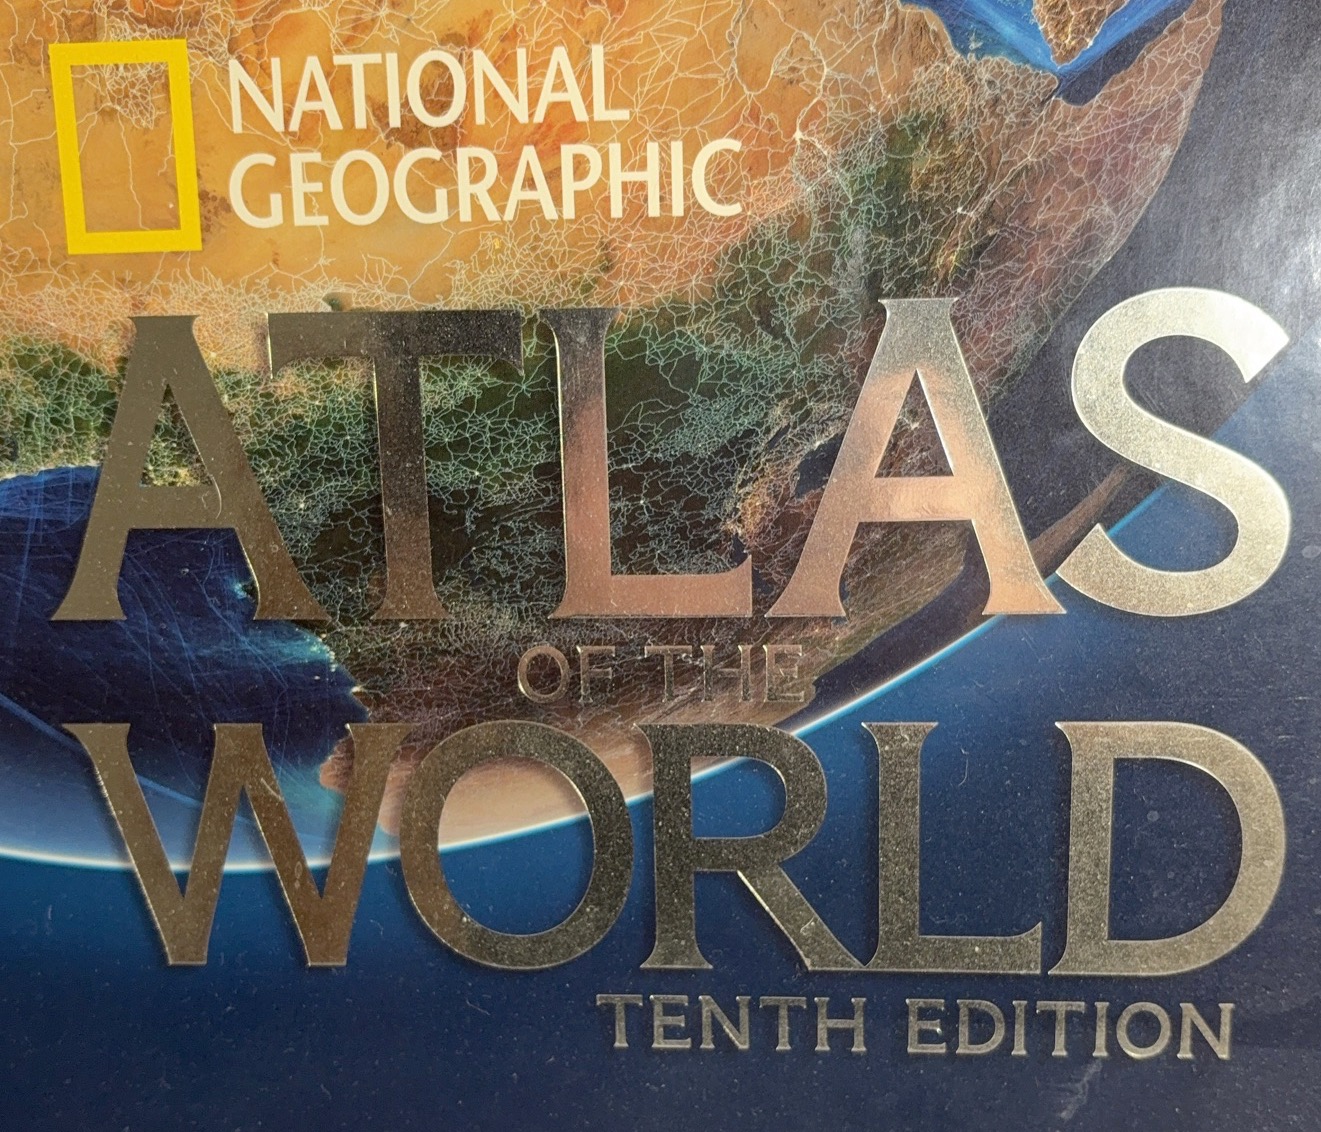 NATIONAL
GEOGRAPHIC
ATLAS
OF THE
WORLD
TENTH EDITION